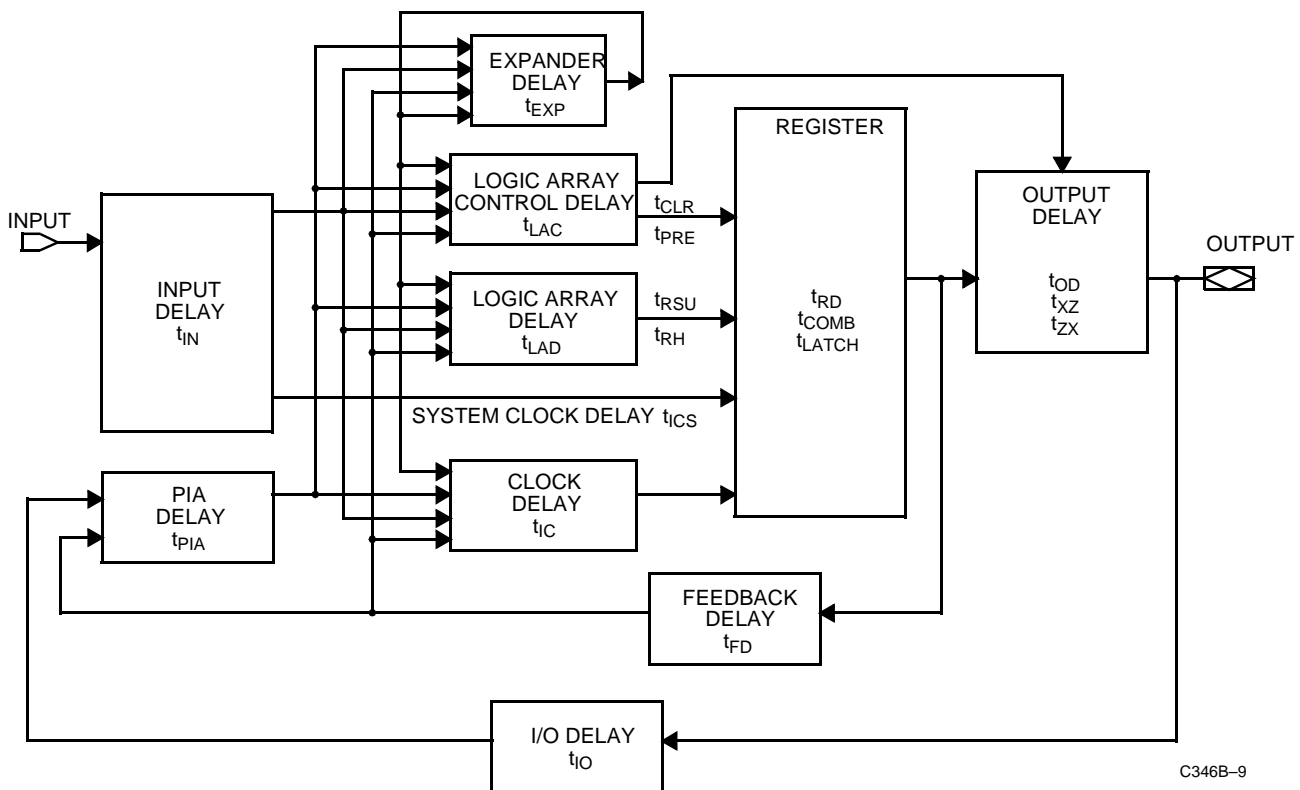 EXPANDER
DELAY
tEXP
REGISTER
LOGIC ARRAY
CONTROL DELAY
tLAC
tCLR
tPRE
OUTPUT
DELAY
INPUT
OUTPUT
INPUT
DELAY
tIN
LOGIC ARRAY
DELAY
tLAD
tRSU
tRH
tRD
tCOMB
tLATCH
tOD
tXZ
tZX
SYSTEM CLOCK DELAY tICS
PIA
DELAY
tPIA
CLOCK
DELAY
tIC
FEEDBACK
DELAY
tFD
I/O DELAY
tIO
C346B–9